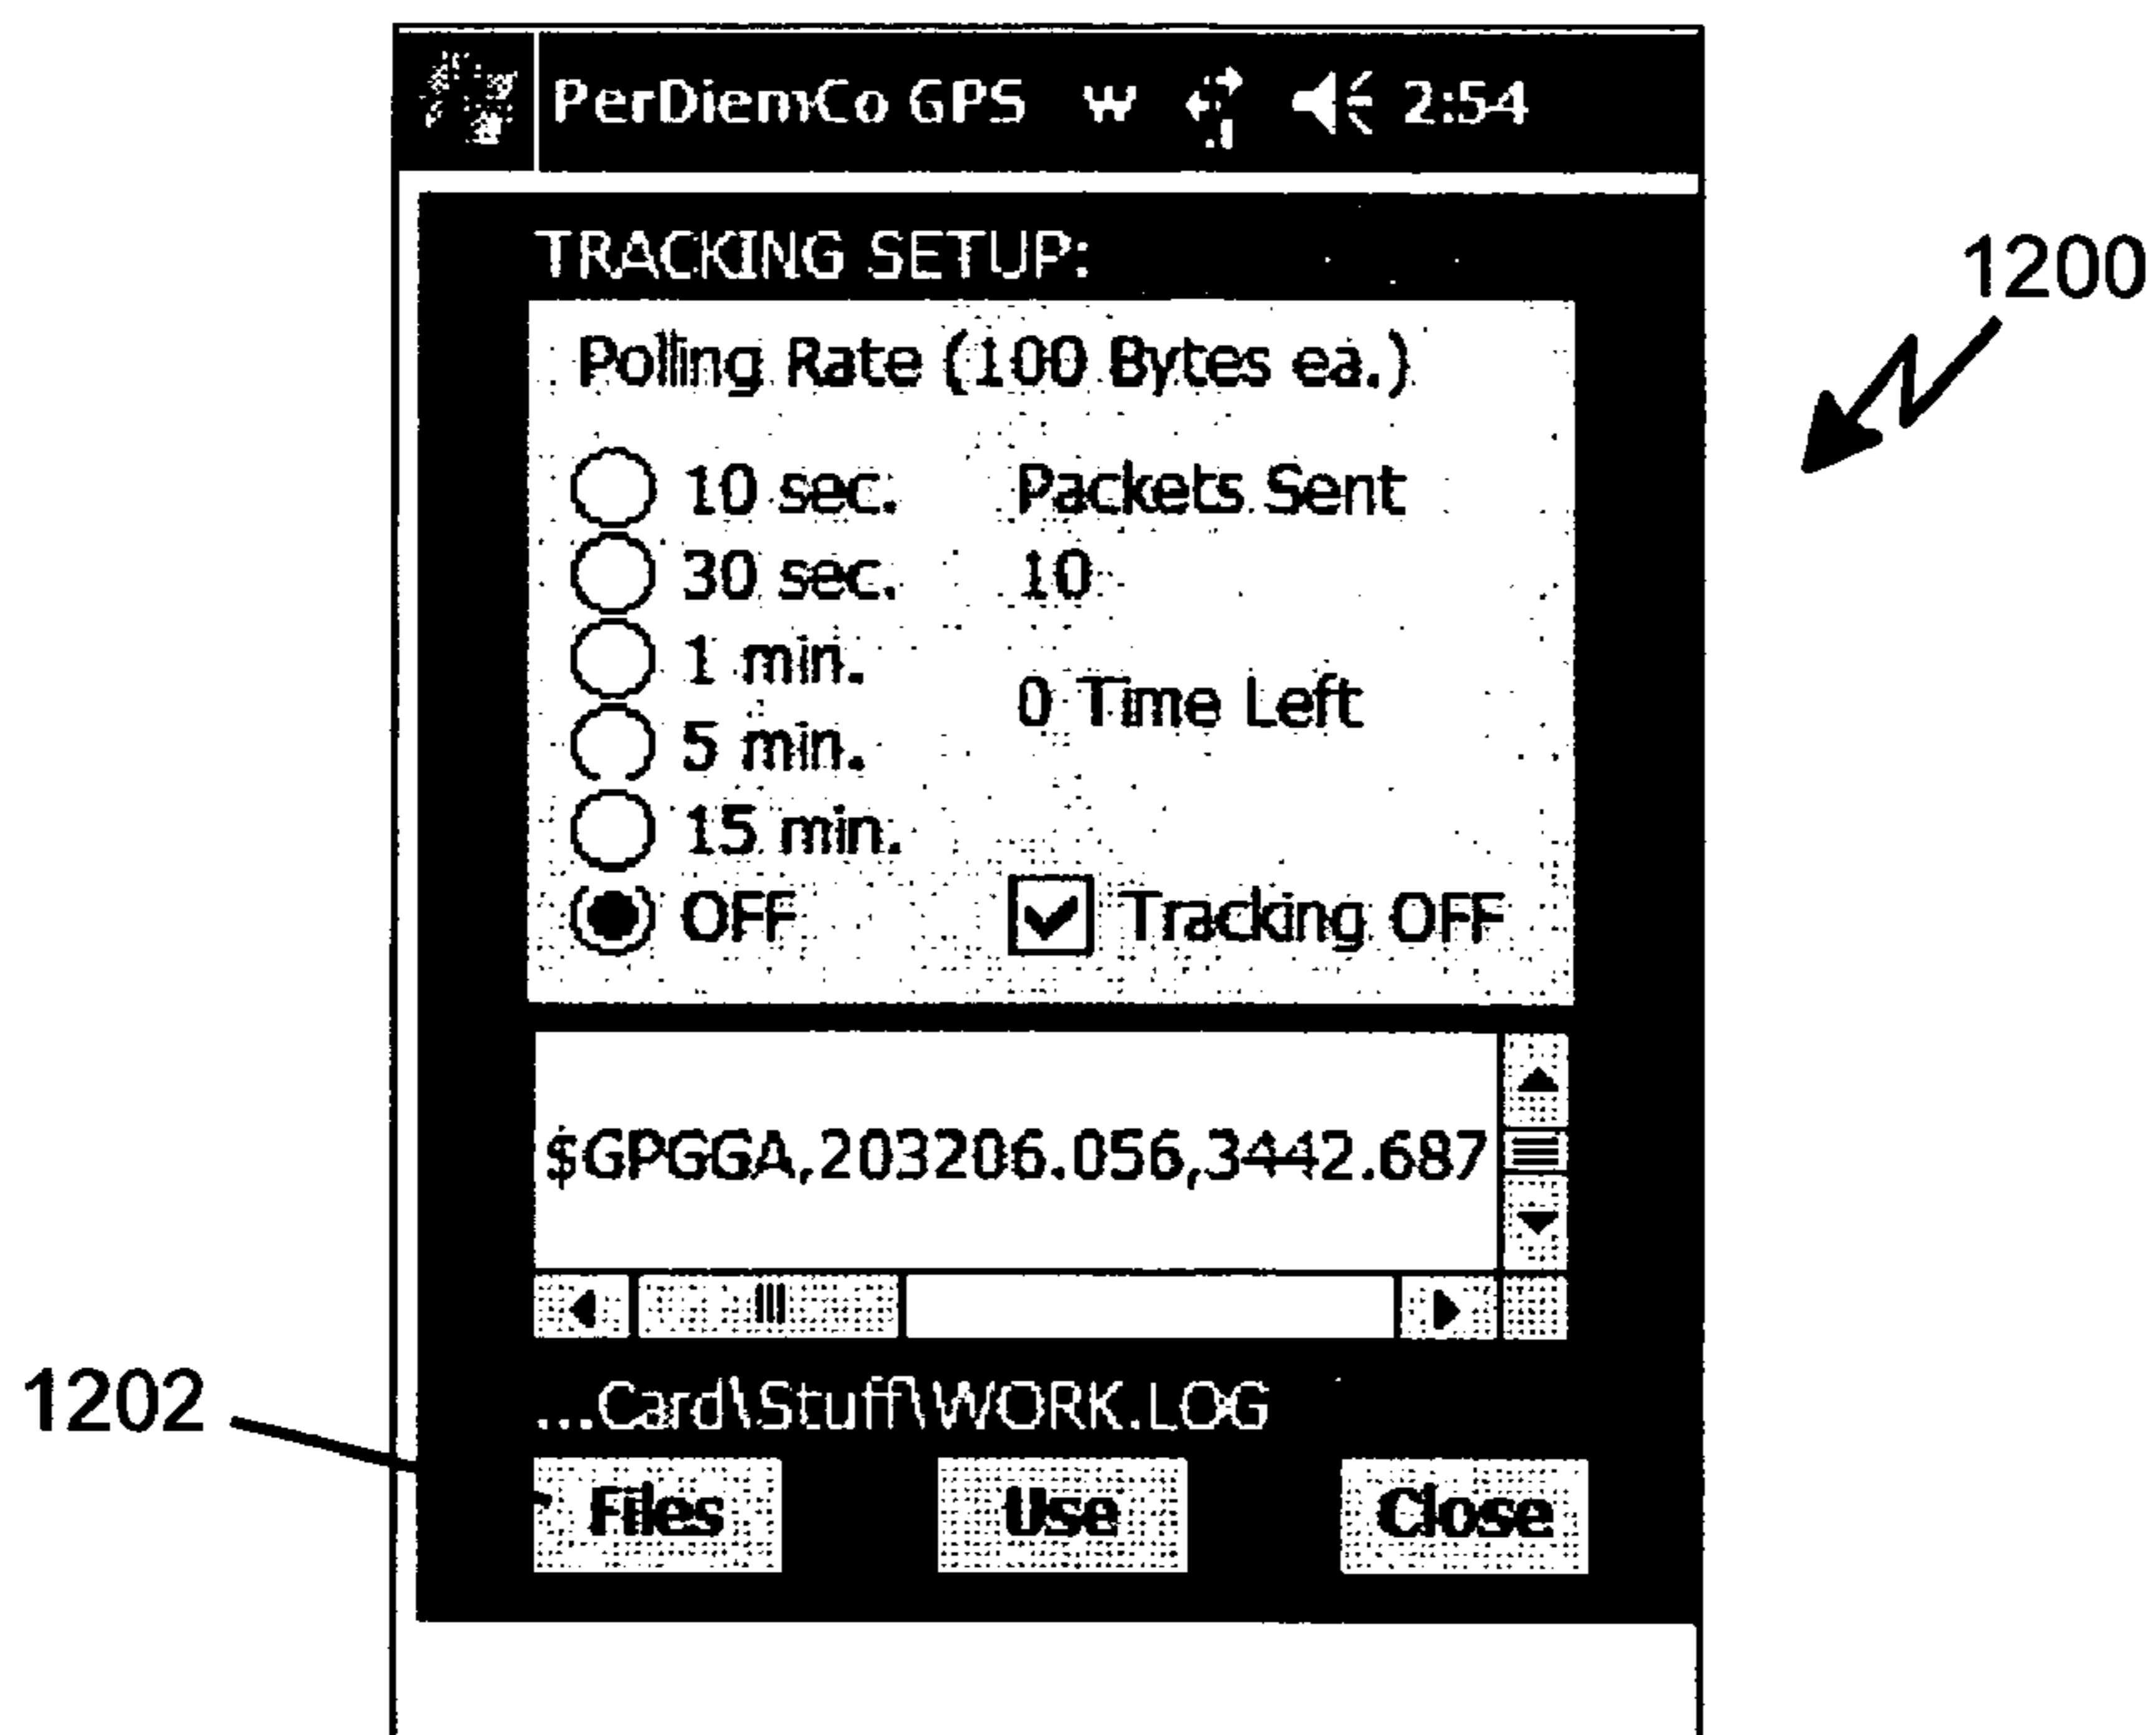 PerDiemCo GPS 2:54
TRACKING SETUP:
1200
Polling Rate (100 Bytes ea.)
10 sec. Packets Sent
30 sec. 10
1 min.
0 Time Left
5 min.
15 min.
OFF Tracking OFF
$GPGGA,203206.056,3442.687
1202
...Card\Stuff\WORK.LOG
Files Use Close